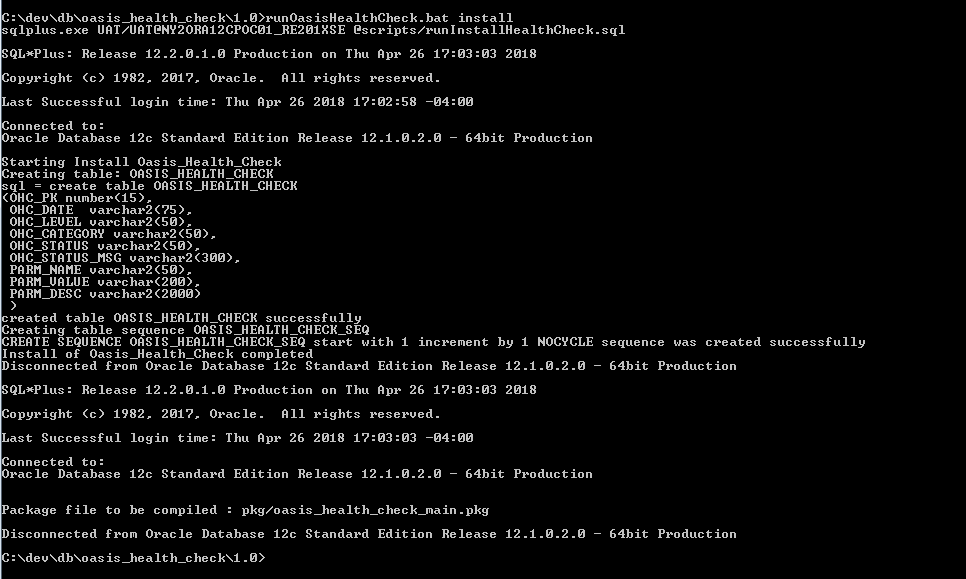 C:\dev\db\oasis_health_check\1.0>runOasisHealthCheck.bat install
sqlplus.exe UAT/UAT@NY2ORA12CPOC01_RE201XSE @scripts/runInstallHealthCheck.sql
SQL*Plus: Release 12.2.0.1.0 Production on Thu Apr 26 17:03:03 2018
Copyright (c) 1982, 2017, Oracle.  All rights reserved.
Last Successful login time: Thu Apr 26 2018 17:02:58 -04:00
Connected to:
Oracle Database 12c Standard Edition Release 12.1.0.2.0 - 64bit Production
Starting Install Oasis_Health_Check
Creating table: OASIS_HEALTH_CHECK
sql = create table OASIS_HEALTH_CHECK
(OHC_PK number(15),
 OHC_DATE  varchar2(75),
 OHC_LEVEL varchar2(50),
 OHC_CATEGORY varchar2(50),
 OHC_STATUS varchar2(50),
 OHC_STATUS_MSG varchar2(300),
 PARM_NAME varchar2(50),
 PARM_VALUE varchar(200),
 PARM_DESC varchar2(2000)
 )
created table OASIS_HEALTH_CHECK successfully
Creating table sequence OASIS_HEALTH_CHECK_SEQ
CREATE SEQUENCE OASIS_HEALTH_CHECK_SEQ start with 1 increment by 1 NOCYCLE sequence was created successfully
Install of Oasis_Health_Check completed
Disconnected from Oracle Database 12c Standard Edition Release 12.1.0.2.0 - 64bit Production
SQL*Plus: Release 12.2.0.1.0 Production on Thu Apr 26 17:03:03 2018
Copyright (c) 1982, 2017, Oracle.  All rights reserved.
Last Successful login time: Thu Apr 26 2018 17:03:03 -04:00
Connected to:
Oracle Database 12c Standard Edition Release 12.1.0.2.0 - 64bit Production
Package file to be compiled : pkg/oasis_health_check_main.pkg
Disconnected from Oracle Database 12c Standard Edition Release 12.1.0.2.0 - 64bit Production
C:\dev\db\oasis_health_check\1.0>